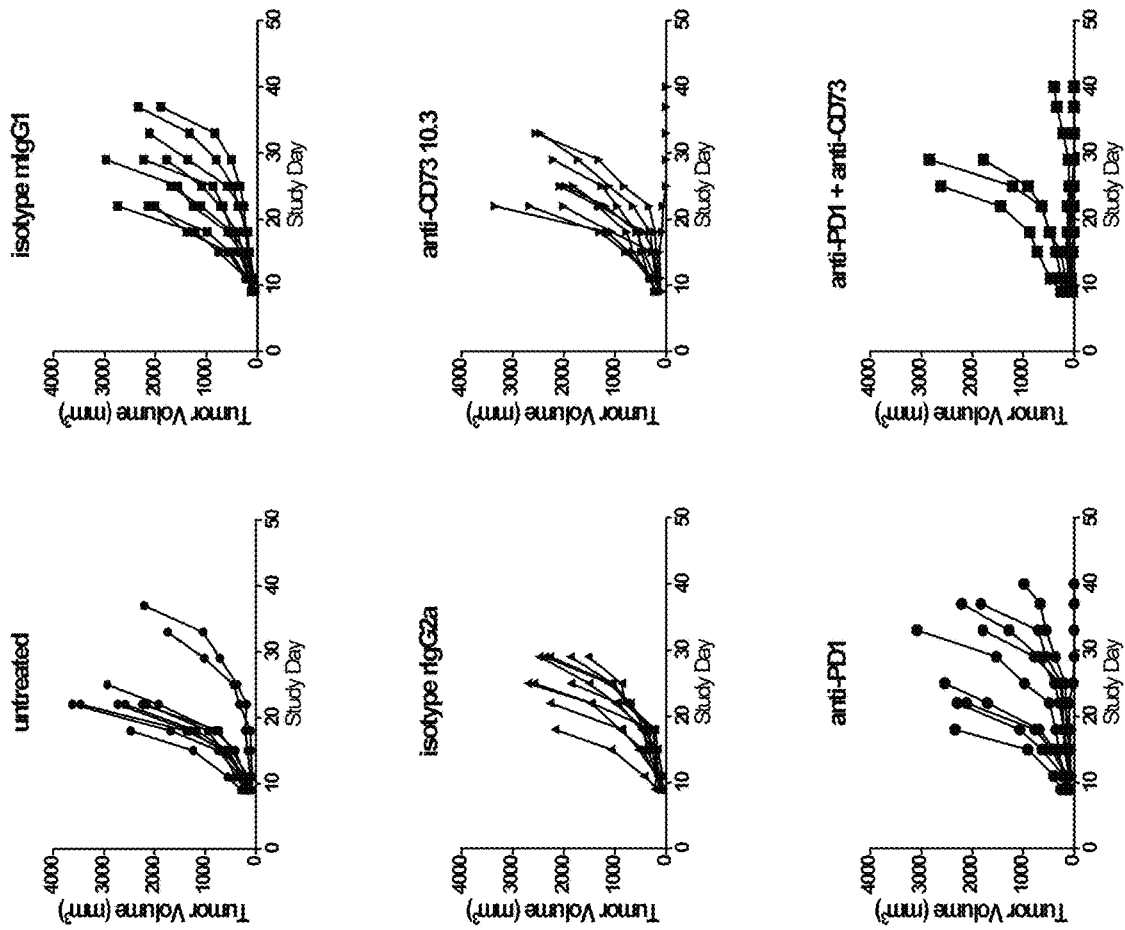 untreated
Tumor Volume (mm³)
4000
3000
2000
1000
0
0 10 20 30 40 50
Study Day
isotype mIgG1
Tumor Volume (mm³)
4000
3000
2000
1000
0
0 10 20 30 40 50
Study Day
isotype rIgG2a
Tumor Volume (mm³)
4000
3000
2000
1000
0
0 10 20 30 40 50
Study Day
anti-CD73 10.3
Tumor Volume (mm³)
4000
3000
2000
1000
0
0 10 20 30 40 50
Study Day
anti-PD1
Tumor Volume (mm³)
4000
3000
2000
1000
0
0 10 20 30 40 50
Study Day
anti-PD1 + anti-CD73
Tumor Volume (mm³)
4000
3000
2000
1000
0
0 10 20 30 40 50
Study Day